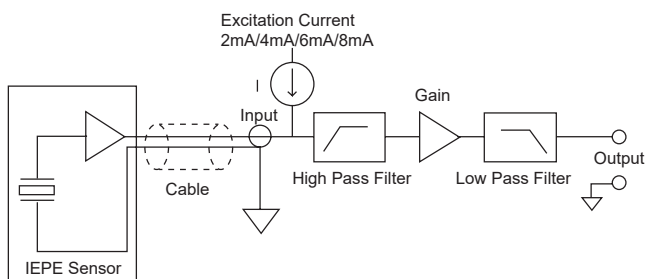 Excitation Current
2mA/4mA/6mA/8mA
I
Input
Gain
Cable
High Pass Filter
Low Pass Filter
Output
IEPE Sensor